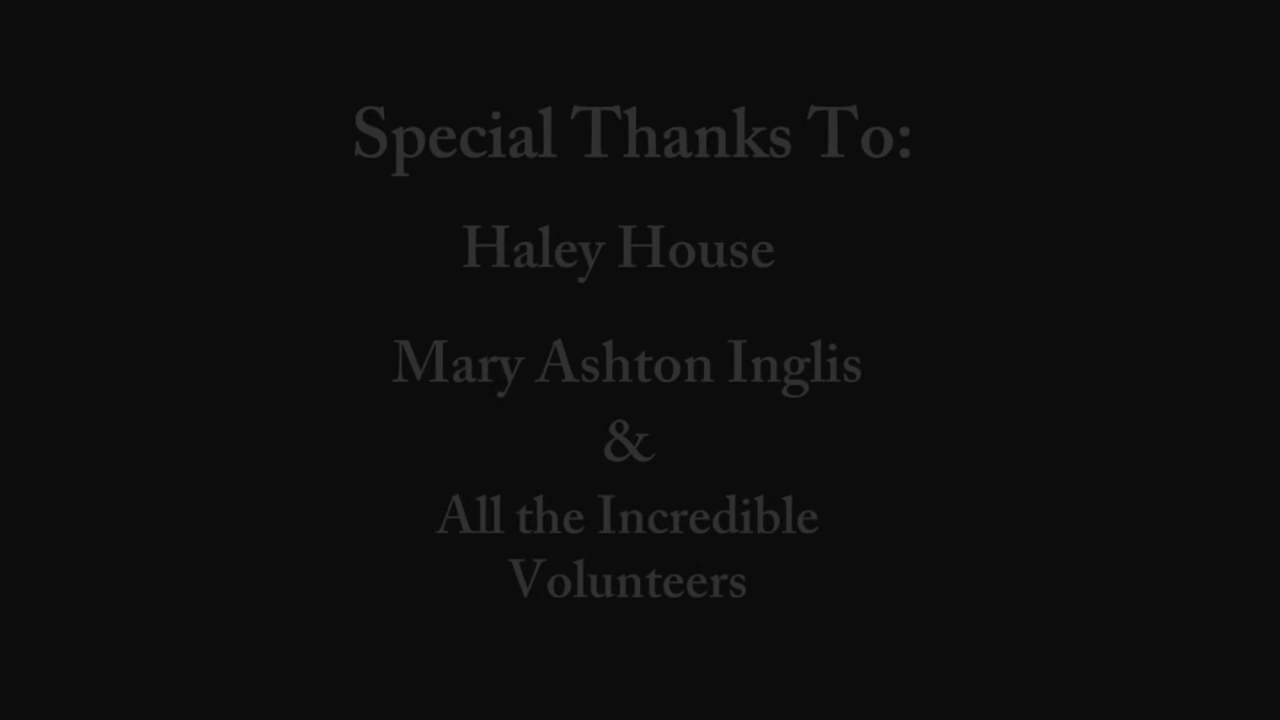 Special Thanks To:
Haley House
Mary Ashton Inglis
&
All the Incredible
Volunteers